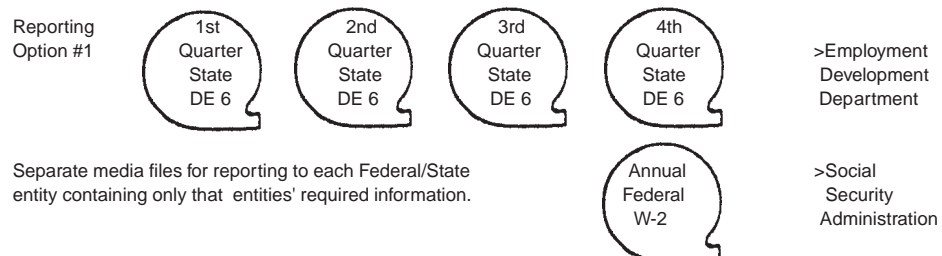 Reporting
Option #1
1st
Quarter
State
DE 6
2nd
Quarter
State
DE 6
3rd
Quarter
State
DE 6
4th
Quarter
State
DE 6
>Employment
Development
Department
Separate media files for reporting to each Federal/State
entity containing only that entities' required information.
Annual
Federal
W-2
>Social
Security
Administration